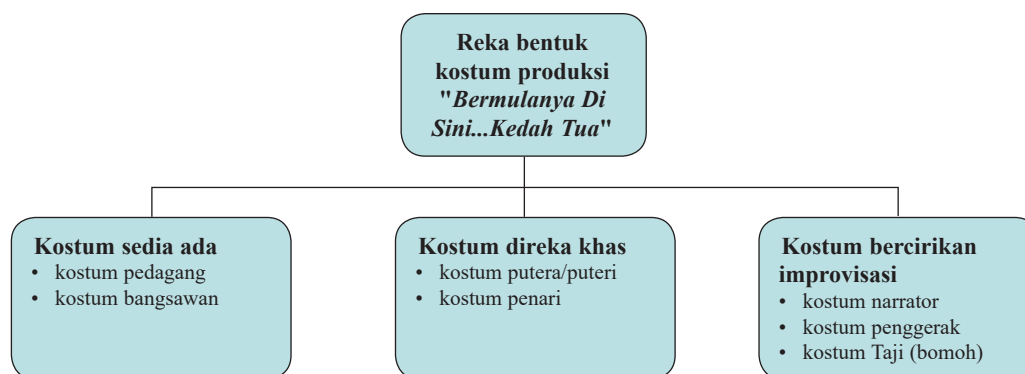 Reka bentuk
kostum produksi
"Bermulanya Di
Sini...Kedah Tua"
Kostum sedia ada
• kostum pedagang
• kostum bangsawan
Kostum direka khas
• kostum putera/puteri
• kostum penari
Kostum bercirikan
improvisasi
• kostum narrator
• kostum penggerak
• kostum Taji (bomoh)